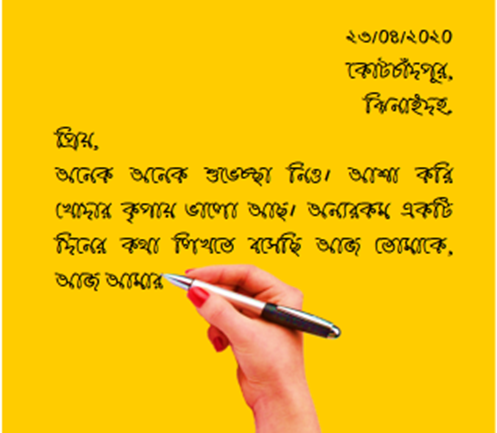 ২৩/০৪/২০২০
কোটচাঁদপুর,
ঝিনাইদহ
প্রিয়,
অনেক অনেক শুভেচ্ছা নিও। আশা করি
খোদার কৃপায় ভালো আছ। অন্যরকম একটি
দিনের কথা লিখতে বসেছি আজ তোমাকে,
আজ আমার